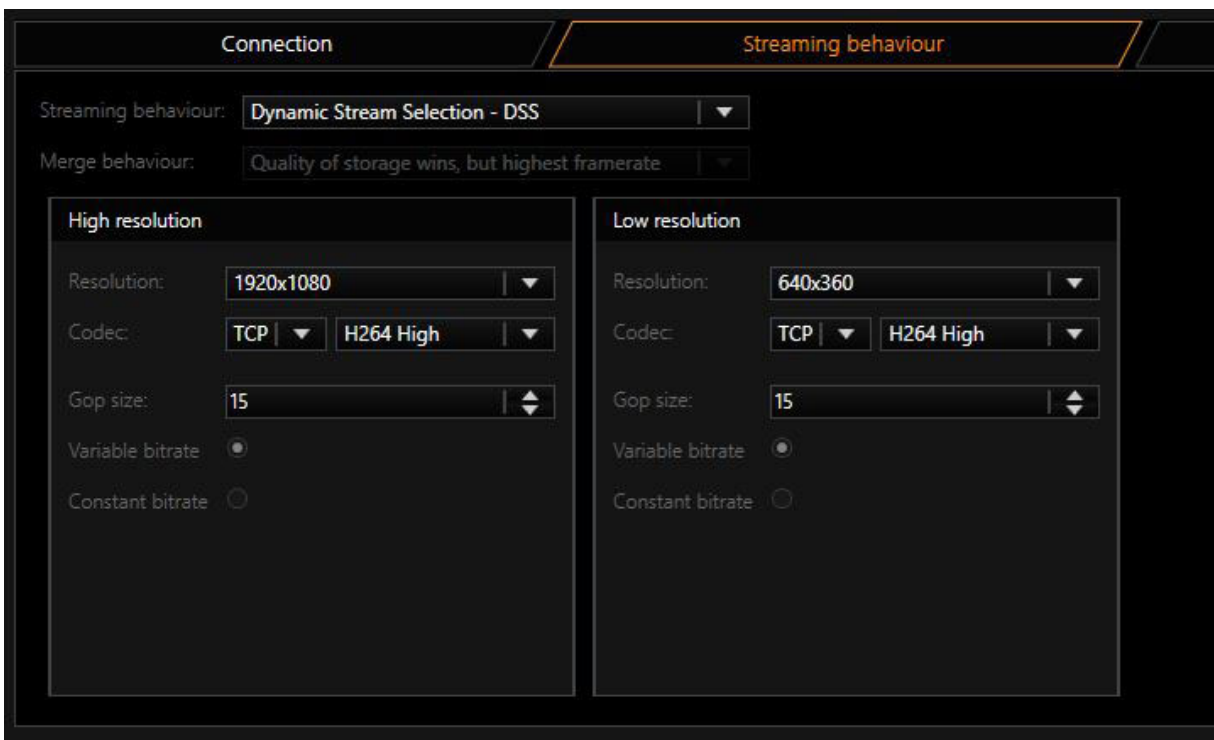 Connection
Streaming behaviour
Streaming behaviour: Dynamic Stream Selection - DSS
Merge behaviour: Quality of storage wins, but highest framerate
High resolution
Resolution: 1920x1080
Codec: TCP H264 High
Gop size: 15
Variable bitrate
Constant bitrate
Low resolution
Resolution: 640x360
Codec: TCP H264 High
Gop size: 15
Variable bitrate
Constant bitrate